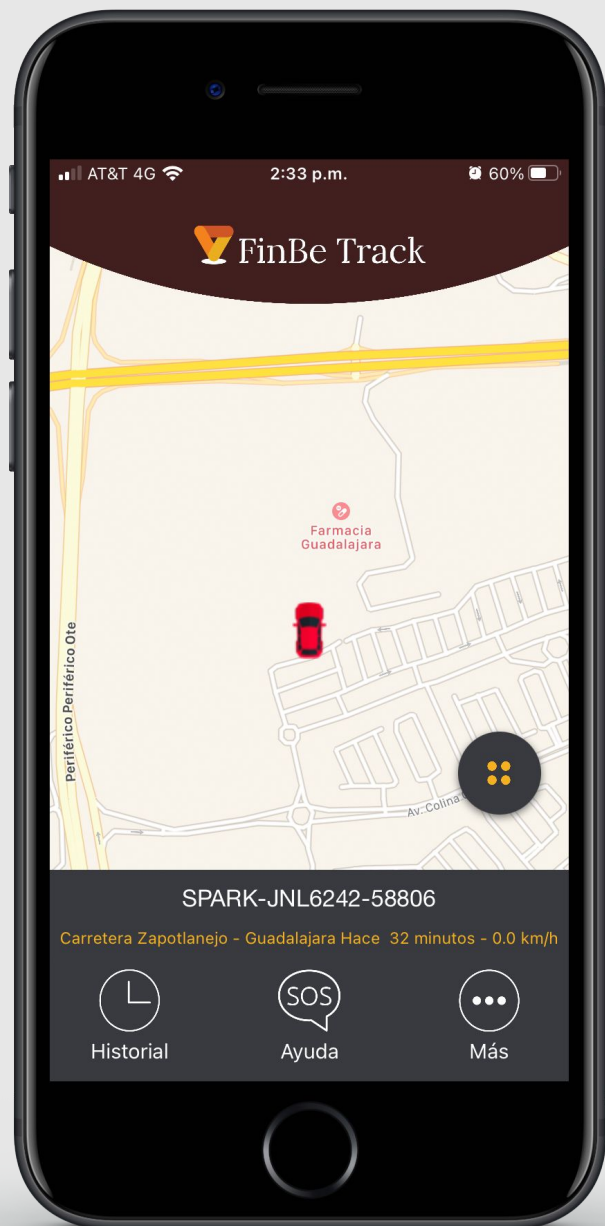 AT&T 4G 2:33 p.m. 60%
FinBe Track
Farmacia
Guadalajara
Periférico Periférico Ote
Av. Colina
SPARK-JNL6242-58806
Carretera Zapotlanejo - Guadalajara Hace 32 minutos - 0.0 km/h
SOS
Historial Ayuda Más